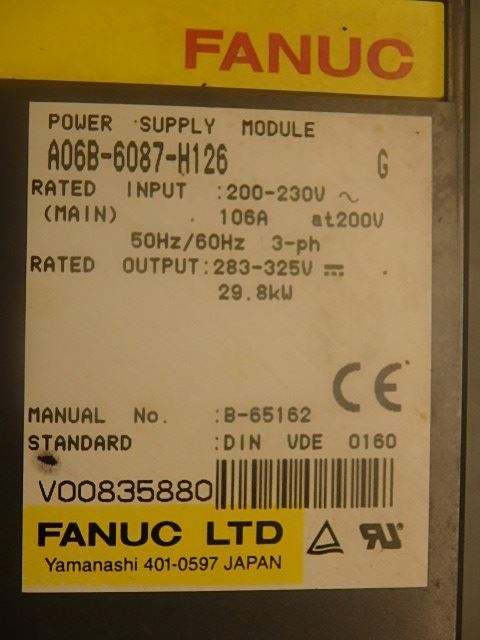 FANUC
POWER SUPPLY MODULE
A06B-6087-H126 G
RATED INPUT :200-230V ~
(MAIN) 106A at200V
50Hz/60Hz 3-ph
RATED OUTPUT:283-325V ⎓
29.8kW
CE
MANUAL No. :B-65162
STANDARD :DIN VDE 0160
V00835880
FANUC LTD
Yamanashi 401-0597 JAPAN